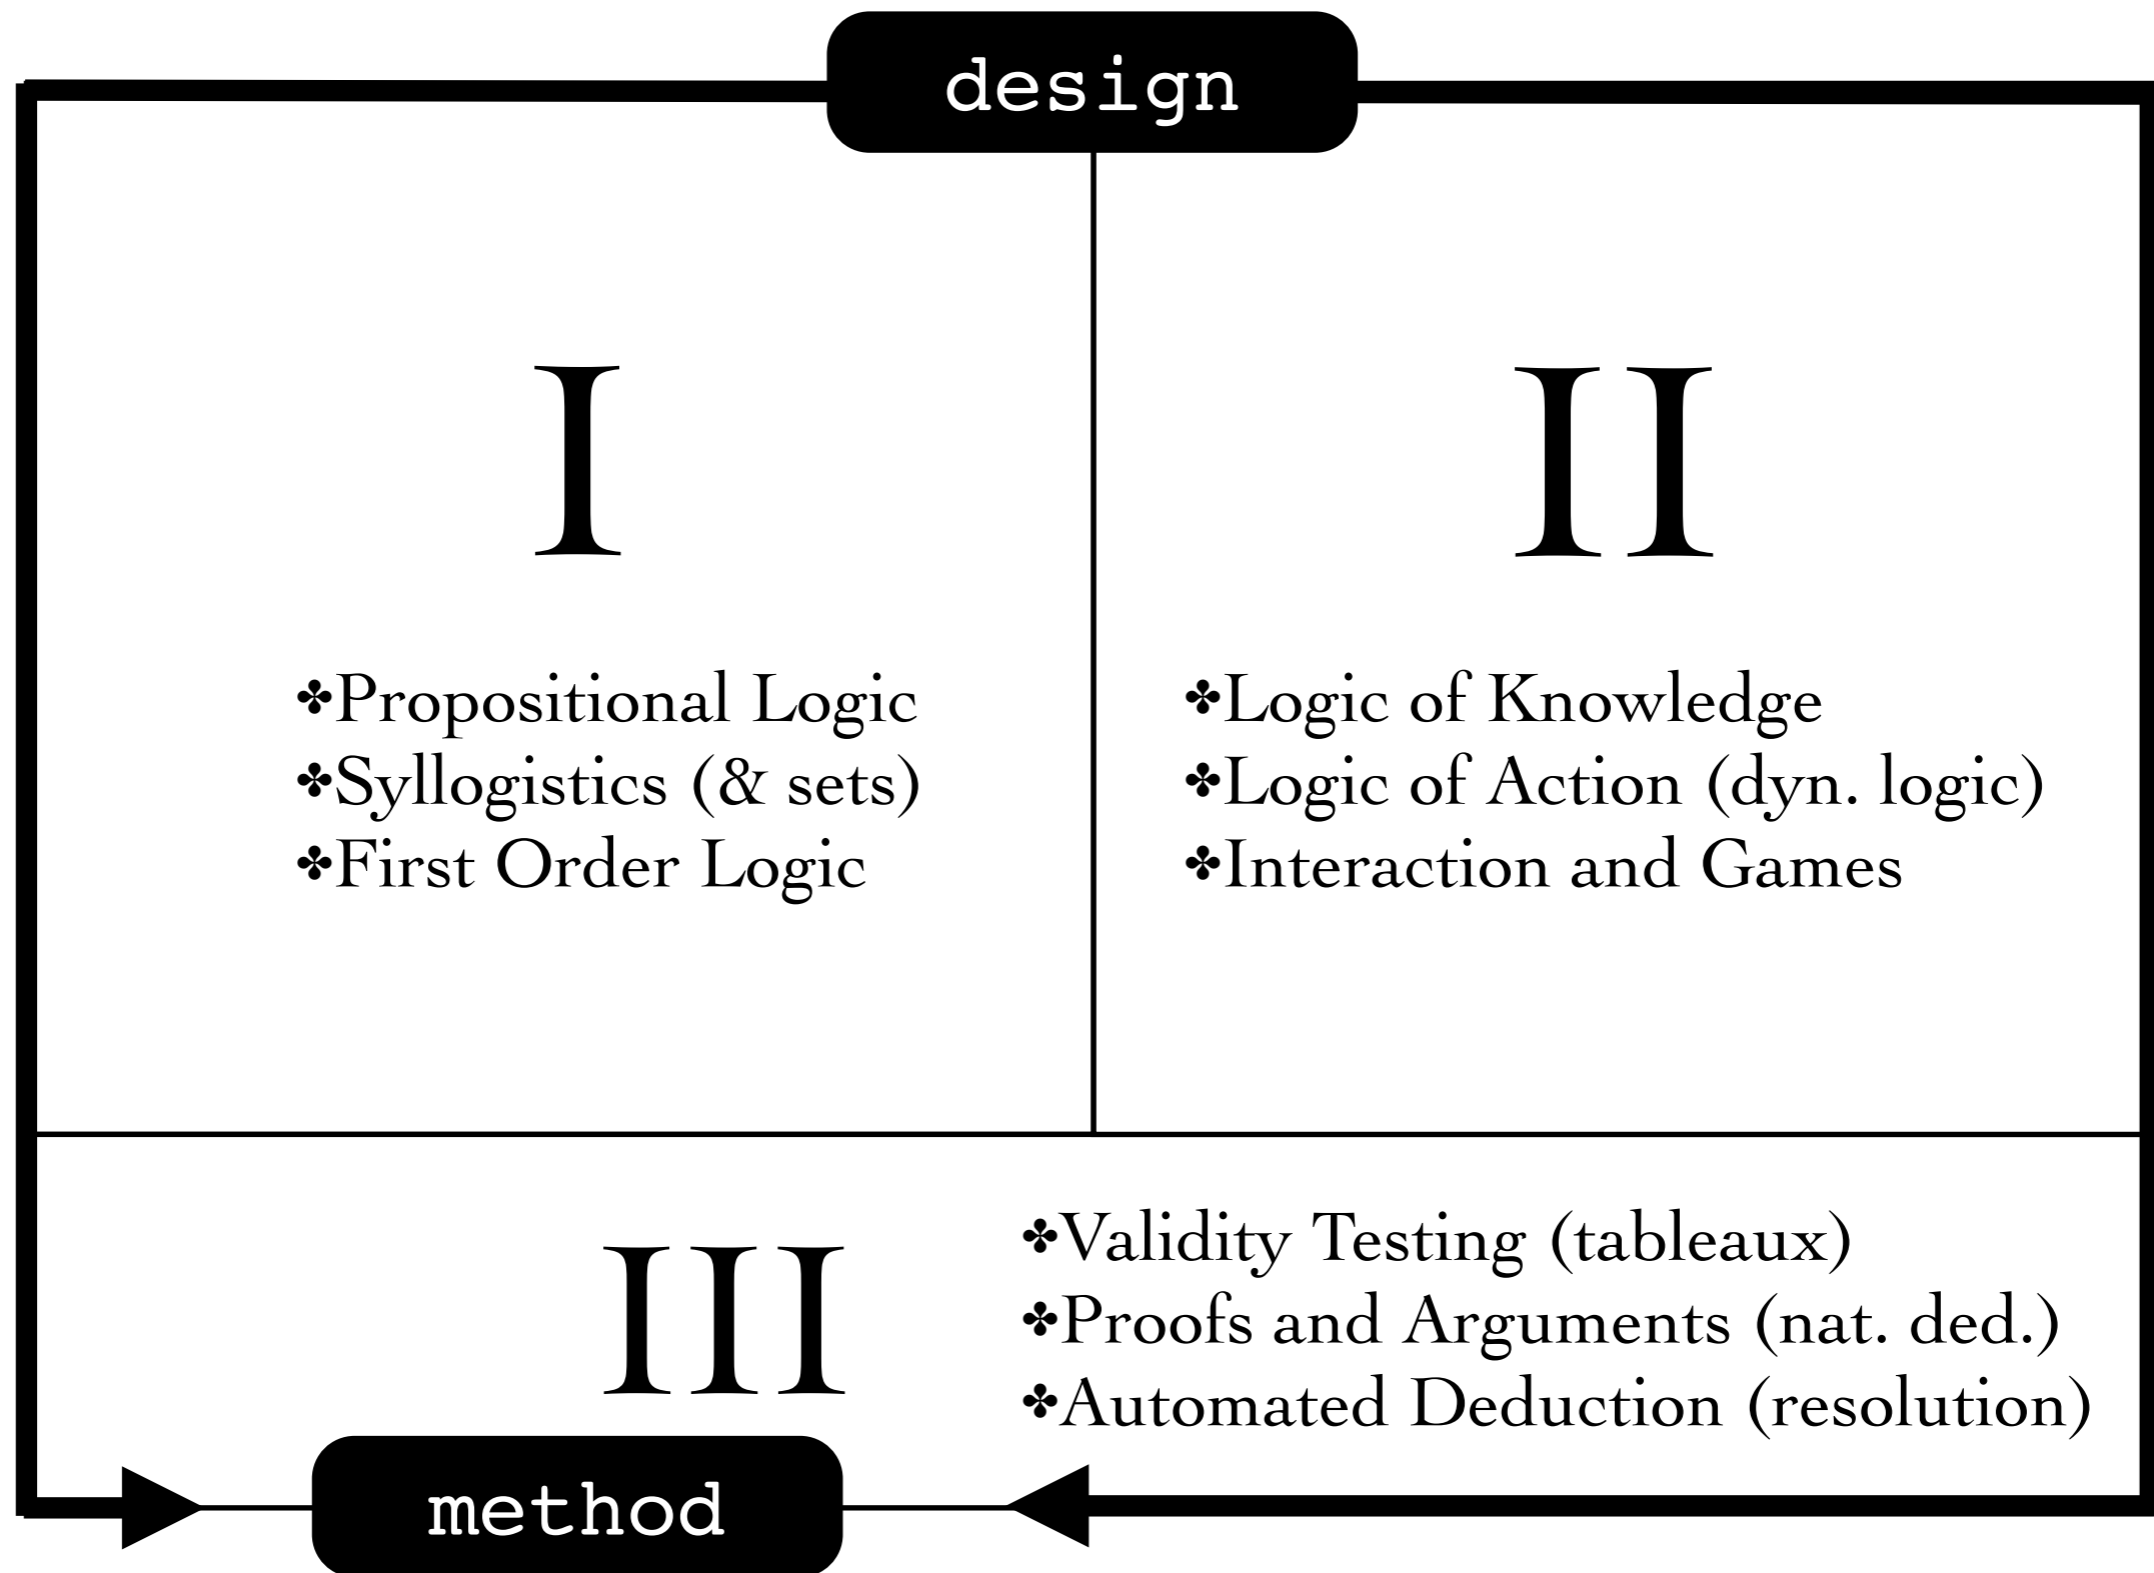 design
I
✤Propositional Logic
✤Syllogistics (& sets)
✤First Order Logic
II
✤Logic of Knowledge
✤Logic of Action (dyn. logic)
✤Interaction and Games
III
✤Validity Testing (tableaux)
✤Proofs and Arguments (nat. ded.)
✤Automated Deduction (resolution)
method